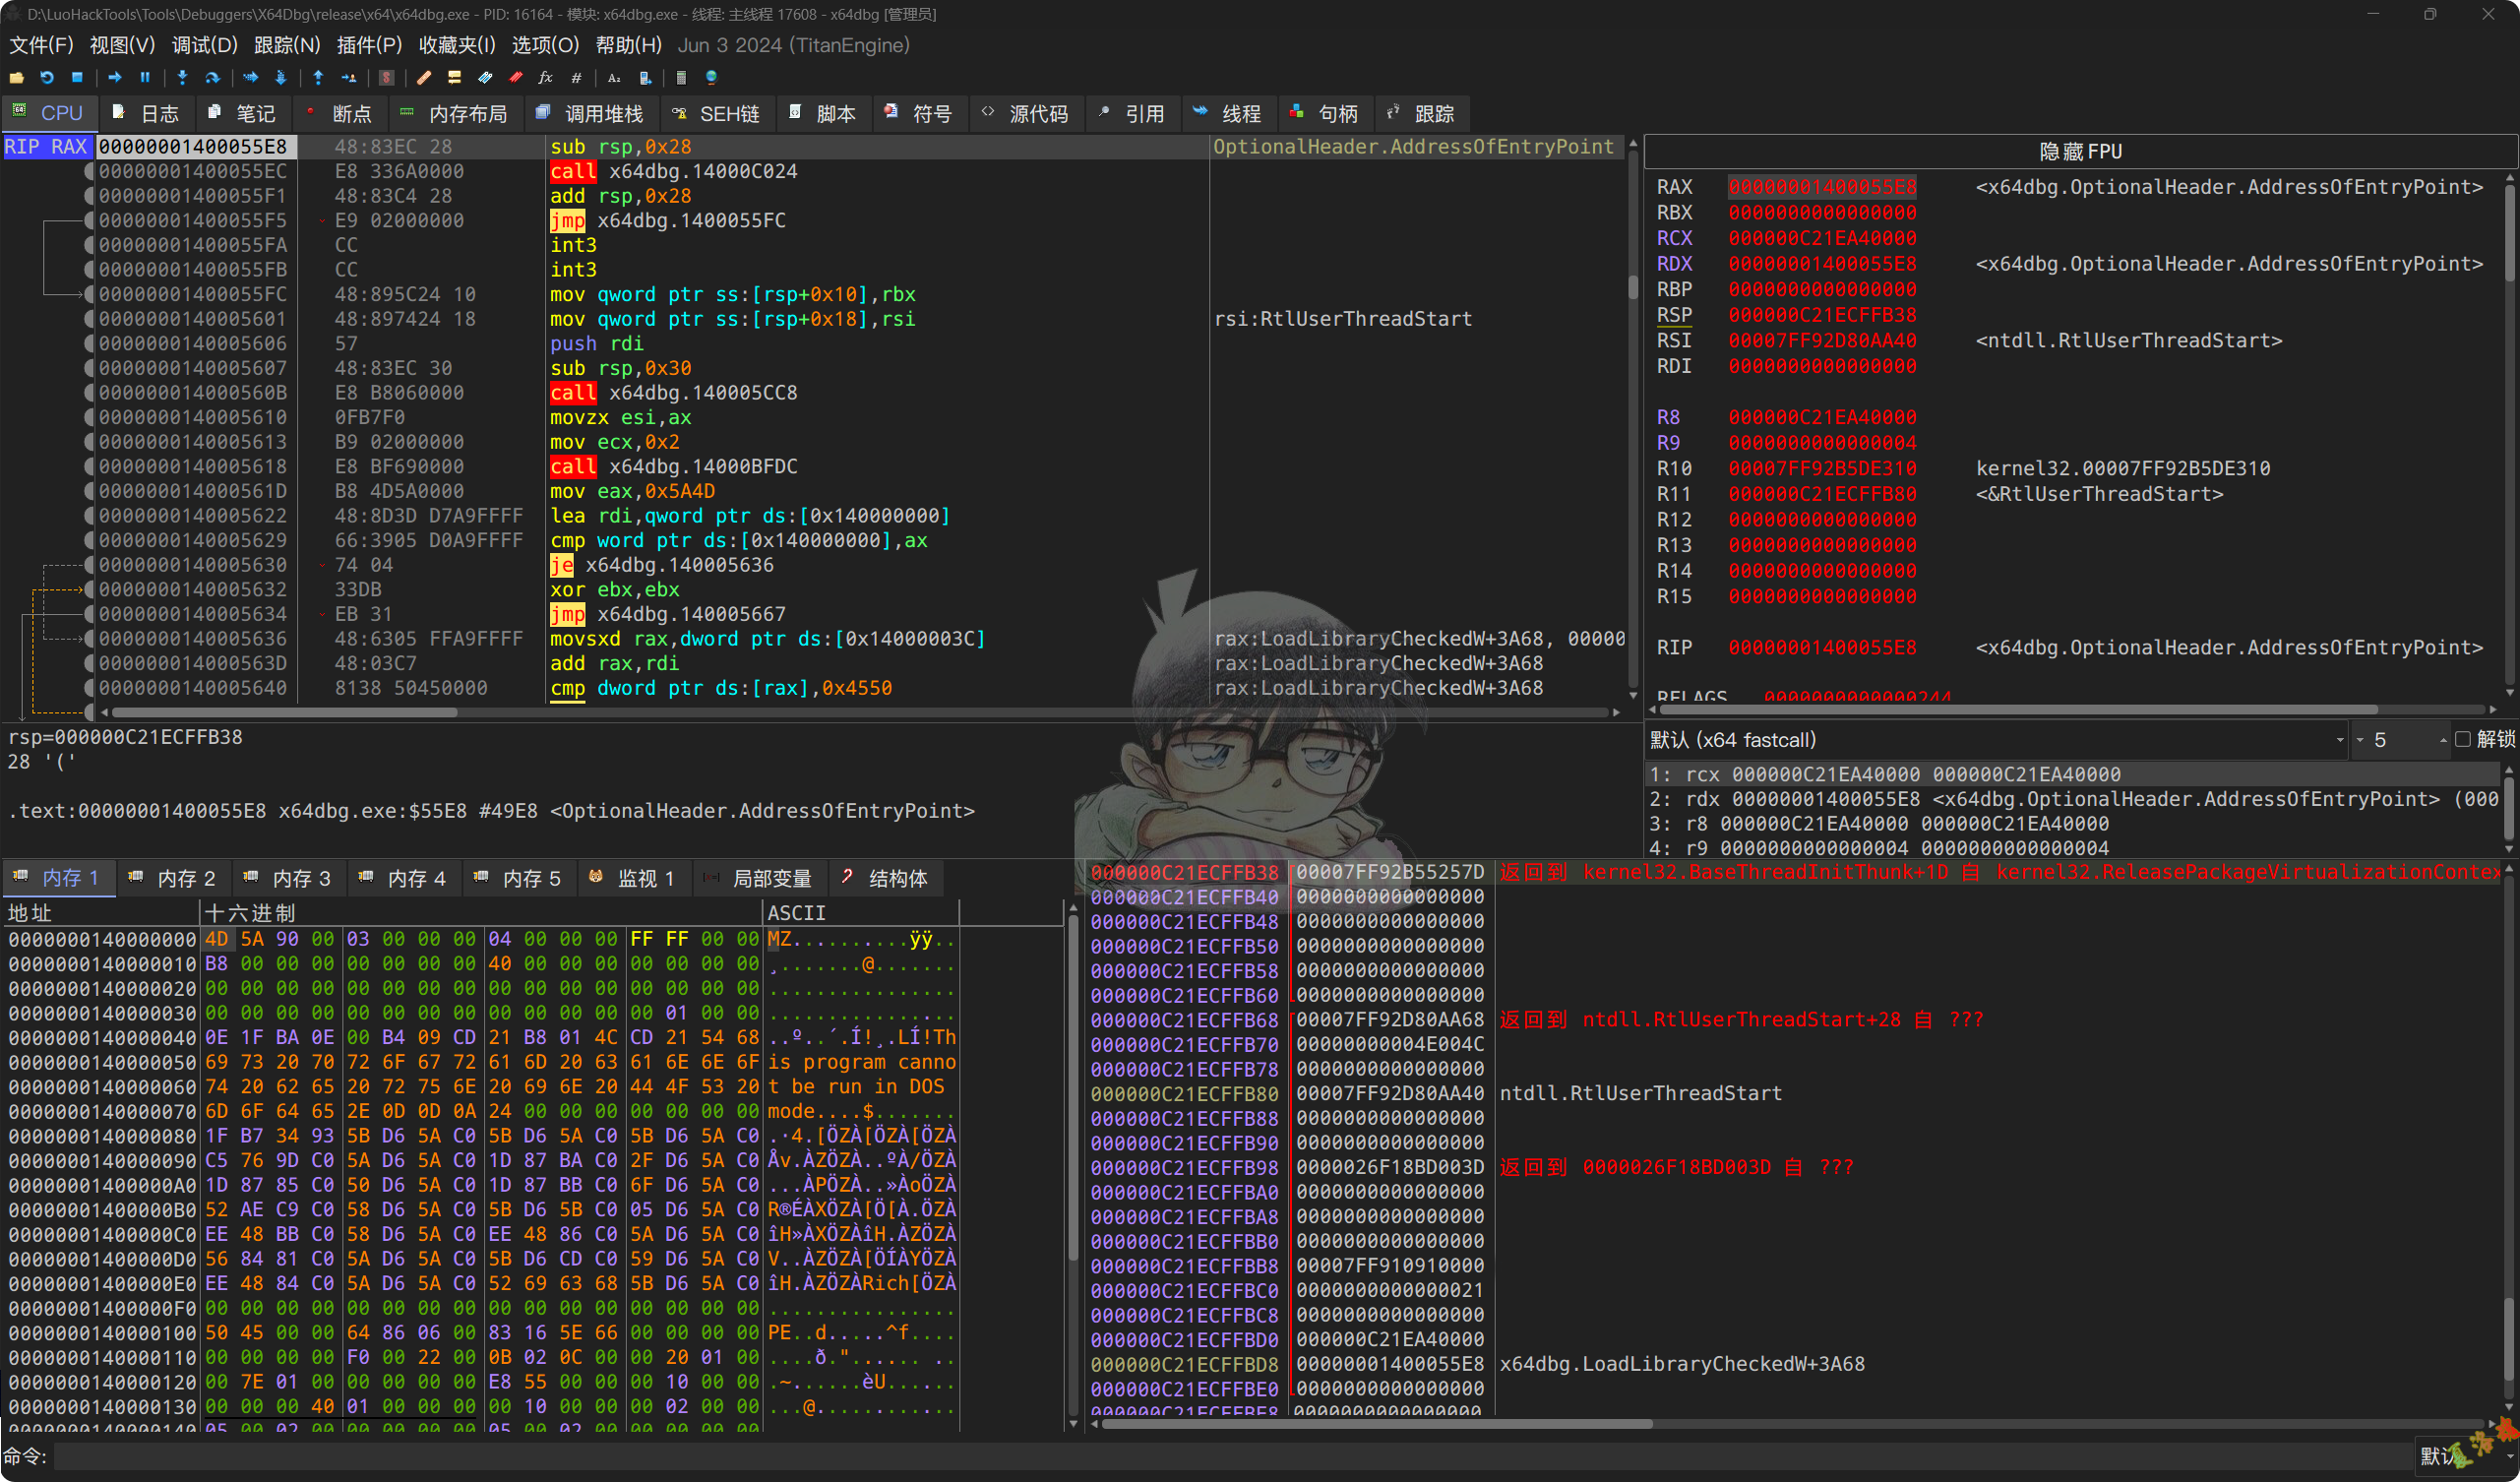 D:\LuoHackTools\Tools\Debuggers\X64Dbg\release\x64\x64dbg.exe - PID: 16164 - 模块: x64dbg.exe - 线程: 主线程 17608 - x64dbg [管理员]
文件(F) 视图(V) 调试(D) 跟踪(N) 插件(P) 收藏夹(I) 选项(O) 帮助(H) Jun 3 2024 (TitanEngine)
CPU 日志 笔记 断点 内存布局 调用堆栈 SEH链 脚本 符号 源代码 引用 线程 句柄 跟踪
RIP RAX 00000001400055E8 48:83EC 28 sub rsp,0x28 OptionalHeader.AddressOfEntryPoint
00000001400055EC E8 336A0000 call x64dbg.14000C024
00000001400055F1 48:83C4 28 add rsp,0x28
00000001400055F5 E9 02000000 jmp x64dbg.1400055FC
00000001400055FA CC int3
00000001400055FB CC int3
00000001400055FC 48:895C24 10 mov qword ptr ss:[rsp+0x10],rbx
0000000140005601 48:897424 18 mov qword ptr ss:[rsp+0x18],rsi rsi:RtlUserThreadStart
0000000140005606 57 push rdi
0000000140005607 48:83EC 30 sub rsp,0x30
000000014000560B E8 B8060000 call x64dbg.140005CC8
0000000140005610 0FB7F0 movzx esi,ax
0000000140005613 B9 02000000 mov ecx,0x2
0000000140005618 E8 BF690000 call x64dbg.14000BFDC
000000014000561D B8 4D5A0000 mov eax,0x5A4D
0000000140005622 48:8D3D D7A9FFFF lea rdi,qword ptr ds:[0x140000000]
0000000140005629 66:3905 D0A9FFFF cmp word ptr ds:[0x140000000],ax
0000000140005630 74 04 je x64dbg.140005636
0000000140005632 33DB xor ebx,ebx
0000000140005634 EB 31 jmp x64dbg.140005667
0000000140005636 48:6305 FFA9FFFF movsxd rax,dword ptr ds:[0x14000003C] rax:LoadLibraryCheckedW+3A68, 00000
000000014000563D 48:03C7 add rax,rdi rax:LoadLibraryCheckedW+3A68
0000000140005640 8138 50450000 cmp dword ptr ds:[rax],0x4550 rax:LoadLibraryCheckedW+3A68
隐藏FPU
RAX 00000001400055E8 <x64dbg.OptionalHeader.AddressOfEntryPoint>
RBX 0000000000000000
RCX 000000C21EA40000
RDX 00000001400055E8 <x64dbg.OptionalHeader.AddressOfEntryPoint>
RBP 0000000000000000
RSP 000000C21ECFFB38
RSI 00007FF92D80AA40 <ntdll.RtlUserThreadStart>
RDI 0000000000000000
R8 000000C21EA40000
R9 0000000000000004
R10 00007FF92B5DE310 kernel32.00007FF92B5DE310
R11 000000C21ECFFB80 <&RtlUserThreadStart>
R12 0000000000000000
R13 0000000000000000
R14 0000000000000000
R15 0000000000000000
RIP 00000001400055E8 <x64dbg.OptionalHeader.AddressOfEntryPoint>
RFLAGS 0000000000000244
rsp=000000C21ECFFB38
28 '('
.text:00000001400055E8 x64dbg.exe:$55E8 #49E8 <OptionalHeader.AddressOfEntryPoint>
默认 (x64 fastcall) 5 解锁
1: rcx 000000C21EA40000 000000C21EA40000
2: rdx 00000001400055E8 <x64dbg.OptionalHeader.AddressOfEntryPoint> (000
3: r8 000000C21EA40000 000000C21EA40000
4: r9 0000000000000004 0000000000000004
内存 1 内存 2 内存 3 内存 4 内存 5 监视 1 局部变量 结构体
地址 十六进制 ASCII
0000000140000000 4D 5A 90 00 03 00 00 00 04 00 00 00 FF FF 00 00 MZ..........ÿÿ..
0000000140000010 B8 00 00 00 00 00 00 00 40 00 00 00 00 00 00 00 ¸.......@.......
0000000140000020 00 00 00 00 00 00 00 00 00 00 00 00 00 00 00 00 ................
0000000140000030 00 00 00 00 00 00 00 00 00 00 00 00 00 01 00 00 ................
0000000140000040 0E 1F BA 0E 00 B4 09 CD 21 B8 01 4C CD 21 54 68 ..º..´.Í!¸.LÍ!Th
0000000140000050 69 73 20 70 72 6F 67 72 61 6D 20 63 61 6E 6E 6F is program canno
0000000140000060 74 20 62 65 20 72 75 6E 20 69 6E 20 44 4F 53 20 t be run in DOS
0000000140000070 6D 6F 64 65 2E 0D 0D 0A 24 00 00 00 00 00 00 00 mode....$.......
0000000140000080 1F B7 34 93 5B D6 5A C0 5B D6 5A C0 5B D6 5A C0 .·4.[ÖZÀ[ÖZÀ[ÖZÀ
0000000140000090 C5 76 9D C0 5A D6 5A C0 1D 87 BA C0 2F D6 5A C0 Åv.ÀZÖZÀ..ºÀ/ÖZÀ
00000001400000A0 1D 87 85 C0 50 D6 5A C0 1D 87 BB C0 6F D6 5A C0 ...ÀPÖZÀ..»ÀoÖZÀ
00000001400000B0 52 AE C9 C0 58 D6 5A C0 5B D6 5B C0 05 D6 5A C0 R®ÉÀXÖZÀ[Ö[À.ÖZÀ
00000001400000C0 EE 48 BB C0 58 D6 5A C0 EE 48 86 C0 5A D6 5A C0 îH»ÀXÖZÀîH.ÀZÖZÀ
00000001400000D0 56 84 81 C0 5A D6 5A C0 5B D6 CD C0 59 D6 5A C0 V..ÀZÖZÀ[ÖÍÀYÖZÀ
00000001400000E0 EE 48 84 C0 5A D6 5A C0 52 69 63 68 5B D6 5A C0 îH.ÀZÖZÀRich[ÖZÀ
00000001400000F0 00 00 00 00 00 00 00 00 00 00 00 00 00 00 00 00 ................
0000000140000100 50 45 00 00 64 86 06 00 83 16 5E 66 00 00 00 00 PE..d.....^f....
0000000140000110 00 00 00 00 F0 00 22 00 0B 02 0C 00 00 20 01 00 ....ð."...... ..
0000000140000120 00 7E 01 00 00 00 00 00 E8 55 00 00 00 10 00 00 .~......èU......
0000000140000130 00 00 00 40 01 00 00 00 00 10 00 00 00 02 00 00 ...@............
0000000140000140 05 00 02 00 00 00 00 00 05 00 02 00 00 00 00 00
000000C21ECFFB38 00007FF92B55257D 返回到 kernel32.BaseThreadInitThunk+1D 自 kernel32.ReleasePackageVirtualizationContex
000000C21ECFFB40 0000000000000000
000000C21ECFFB48 0000000000000000
000000C21ECFFB50 0000000000000000
000000C21ECFFB58 0000000000000000
000000C21ECFFB60 0000000000000000
000000C21ECFFB68 00007FF92D80AA68 返回到 ntdll.RtlUserThreadStart+28 自 ???
000000C21ECFFB70 00000000004E004C
000000C21ECFFB78 0000000000000000
000000C21ECFFB80 00007FF92D80AA40 ntdll.RtlUserThreadStart
000000C21ECFFB88 0000000000000000
000000C21ECFFB90 0000000000000000
000000C21ECFFB98 0000026F18BD003D 返回到 0000026F18BD003D 自 ???
000000C21ECFFBA0 0000000000000000
000000C21ECFFBA8 0000000000000000
000000C21ECFFBB0 0000000000000000
000000C21ECFFBB8 00007FF910910000
000000C21ECFFBC0 0000000000000021
000000C21ECFFBC8 0000000000000000
000000C21ECFFBD0 000000C21EA40000
000000C21ECFFBD8 00000001400055E8 x64dbg.LoadLibraryCheckedW+3A68
000000C21ECFFBE0 0000000000000000
000000C21ECFFBE8 0000000000000000
命令: 默认